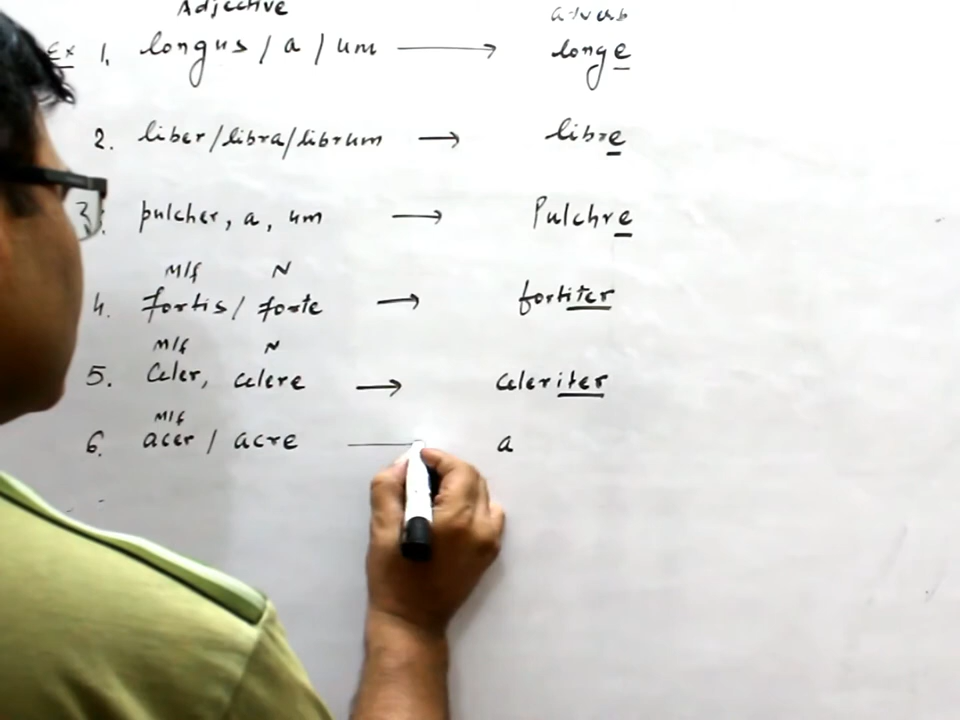 Adjective adverb
Ex 1. longus / a / um → longe
2. liber/libra/librum → libre
3. pulcher, a, um → Pulchre
M/f N
4. fortis / forte → fortiter
M/f N
5. Celer, celere → celeriter
M/f
6. acer / acre a